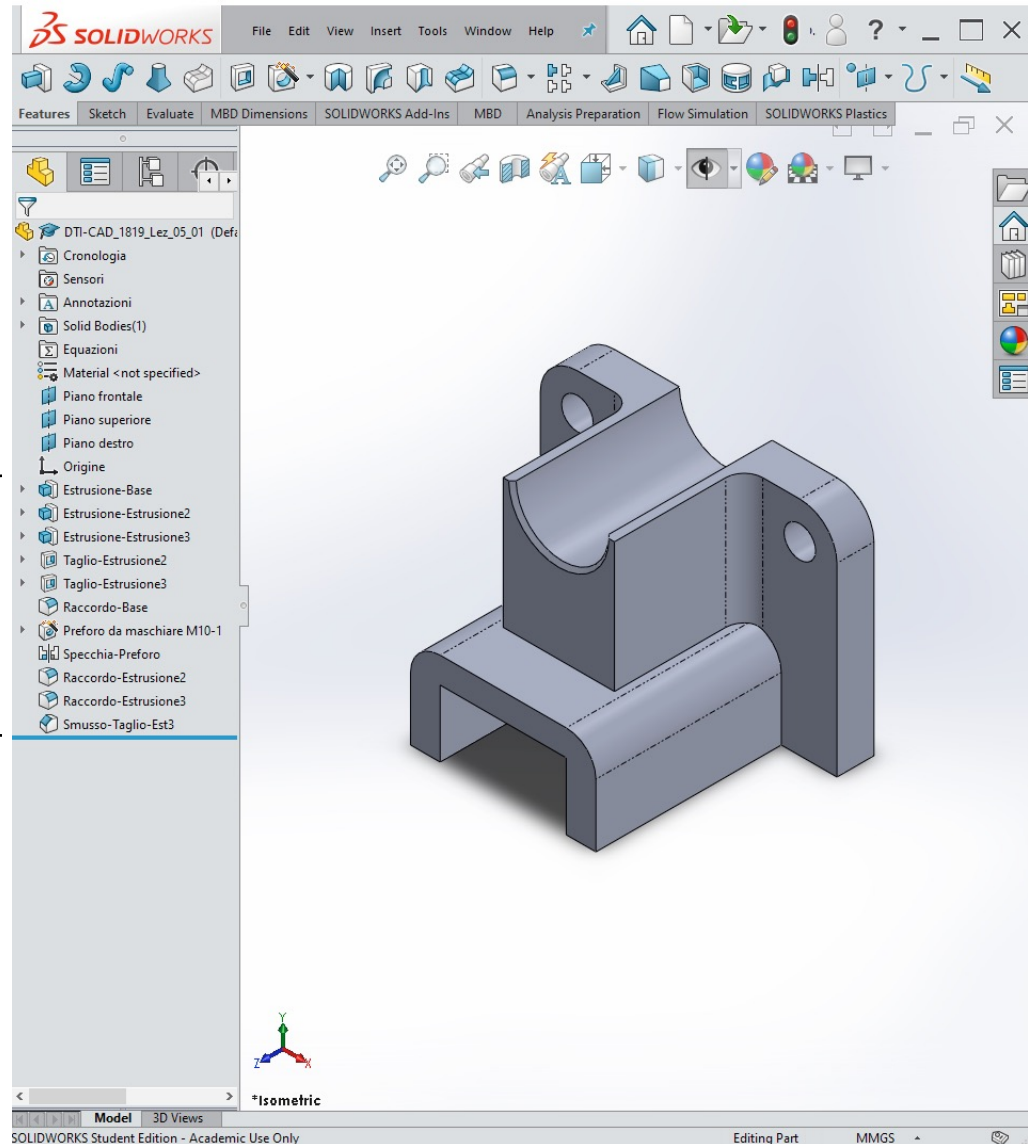 SOLIDWORKS File Edit View Insert Tools Window Help
Features Sketch Evaluate MBD Dimensions SOLIDWORKS Add-Ins MBD Analysis Preparation Flow Simulation SOLIDWORKS Plastics
DTI-CAD_1819_Lez_05_01 (Defa
Cronologia
Sensori
Annotazioni
Solid Bodies(1)
Equazioni
Material <not specified>
Piano frontale
Piano superiore
Piano destro
Origine
Estrusione-Base
Estrusione-Estrusione2
Estrusione-Estrusione3
Taglio-Estrusione2
Taglio-Estrusione3
Raccordo-Base
Preforo da maschiare M10-1
Specchia-Preforo
Raccordo-Estrusione2
Raccordo-Estrusione3
Smusso-Taglio-Est3
Y
Z X
*Isometric
Model 3D Views
SOLIDWORKS Student Edition - Academic Use Only Editing Part MMGS